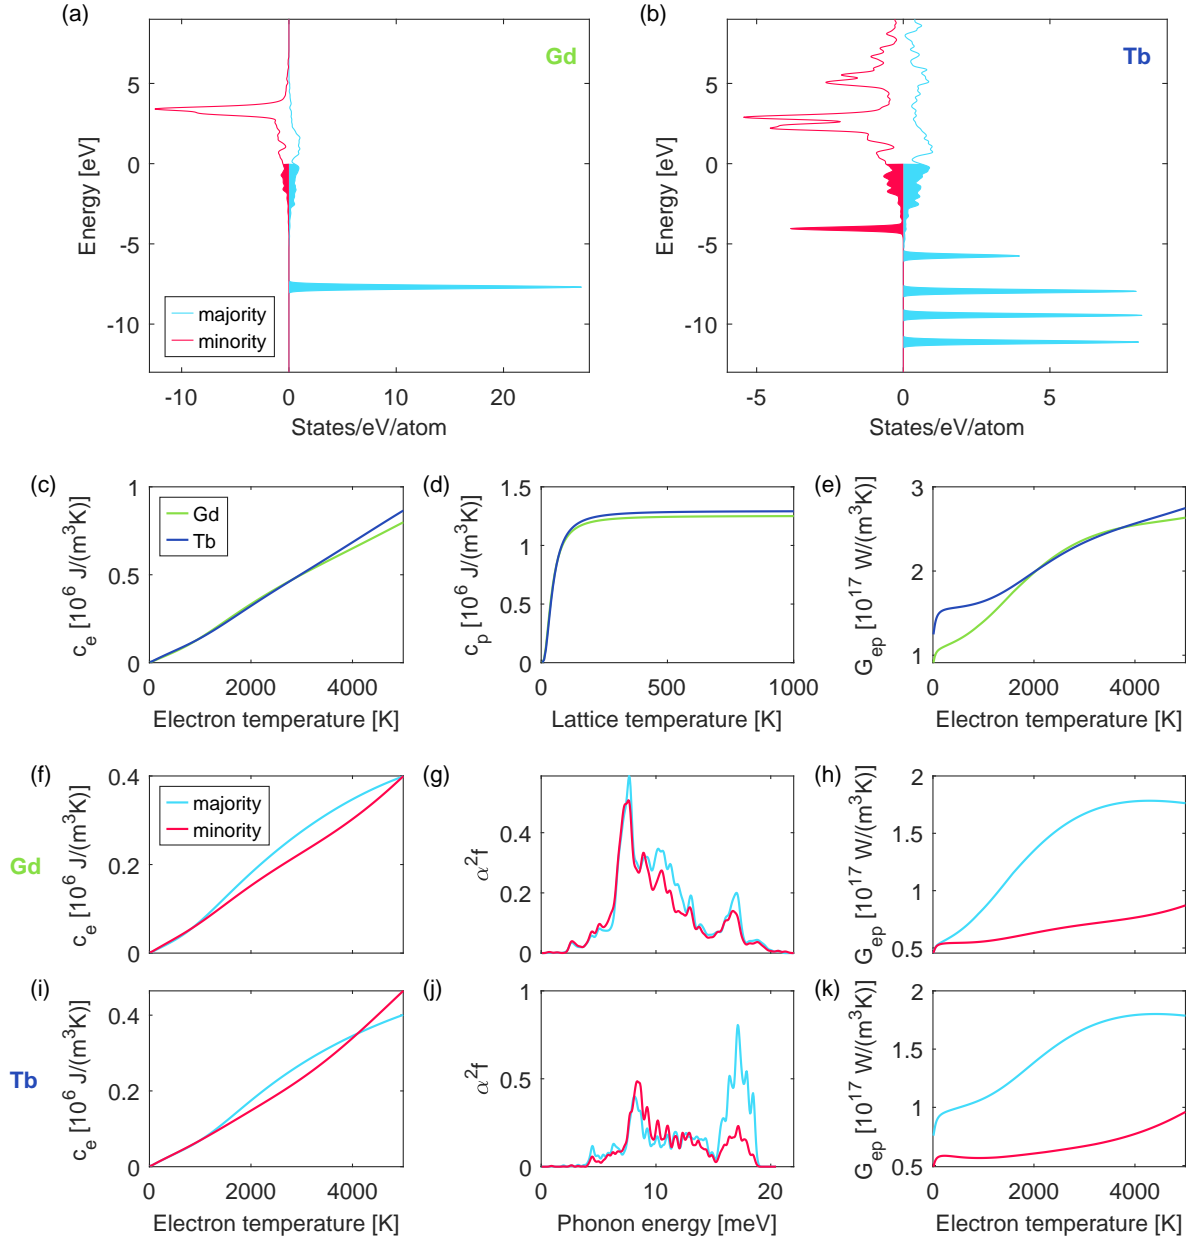 (a)
Gd
Energy [eV]
5
0
-5
-10
majority
minority
-10
0
10
20
States/eV/atom
(b)
Tb
Energy [eV]
5
0
-5
-10
-5
0
5
States/eV/atom
(c)
c_e [10^6 J/(m^3K)]
1
0.5
0
Gd
Tb
0
2000
4000
Electron temperature [K]
(d)
c_p [10^6 J/(m^3K)]
1.5
1
0.5
0
0
500
1000
Lattice temperature [K]
(e)
G_ep [10^17 W/(m^3K)]
3
2
1
0
2000
4000
Electron temperature [K]
Gd
(f)
c_e [10^6 J/(m^3K)]
0.4
0.2
0
majority
minority
(g)
α^2f
0.4
0.2
0
(h)
G_ep [10^17 W/(m^3K)]
2
1.5
1
0.5
Tb
(i)
c_e [10^6 J/(m^3K)]
0.4
0.2
0
0
2000
4000
Electron temperature [K]
(j)
α^2f
1
0.5
0
0
10
20
Phonon energy [meV]
(k)
G_ep [10^17 W/(m^3K)]
2
1.5
1
0.5
0
2000
4000
Electron temperature [K]